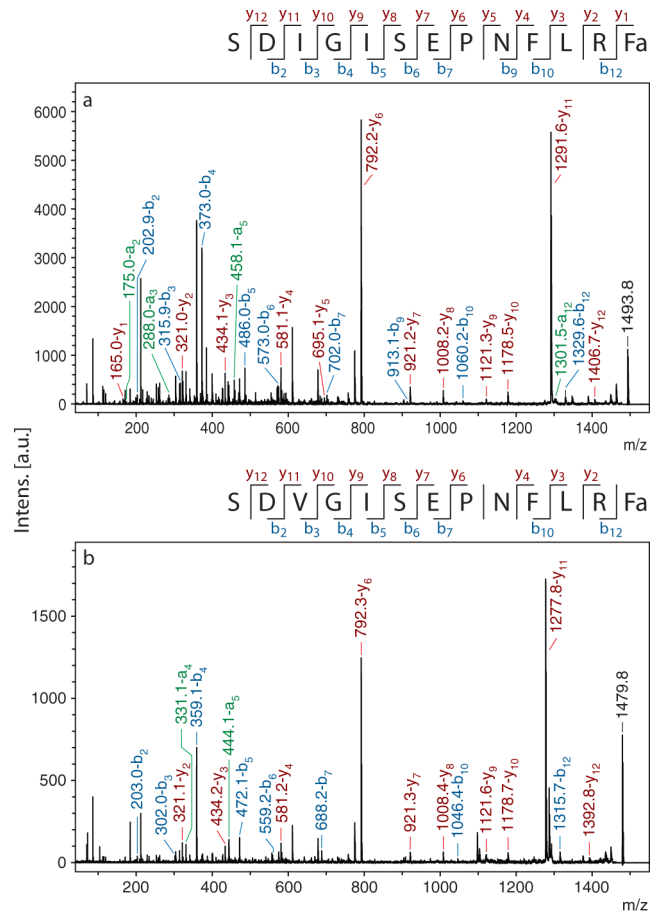 y12 y11 y10 y9 y8 y7 y6 y5 y4 y3 y2 y1
S D I G I S E P N F L R Fa
b2 b3 b4 b5 b6 b7 b9 b10 b12
a
6000
5000
4000
3000
2000
1000
0
165.0-y1
175.0-a2
202.9-b2
288.0-a3
315.9-b3
321.0-y2
373.0-b4
434.1-y3
458.1-a5
486.0-b5
573.0-b6
581.1-y4
695.1-y5
702.0-b7
792.2-y6
913.1-b9
921.2-y7
1008.2-y8
1060.2-b10
1121.3-y9
1178.5-y10
1291.6-y11
1301.5-a12
1329.6-b12
1406.7-y12
1493.8
200 400 600 800 1000 1200 1400
m/z
Intens. [a.u.]
y12 y11 y10 y9 y8 y7 y6 y4 y3 y2
S D V G I S E P N F L R Fa
b2 b3 b4 b5 b6 b7 b10 b12
b
1500
1000
500
0
203.0-b2
302.0-b3
321.1-y2
331.1-a4
359.1-b4
434.2-y3
444.1-a5
472.1-b5
559.2-b6
581.2-y4
688.2-b7
792.3-y6
921.3-y7
1008.4-y8
1046.4-b10
1121.6-y9
1178.7-y10
1277.8-y11
1315.7-b12
1392.8-y12
1479.8
200 400 600 800 1000 1200 1400
m/z